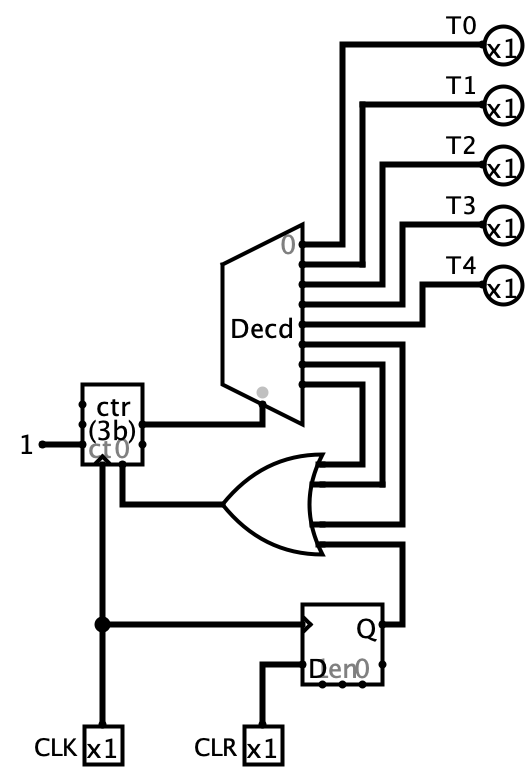 T0
x1
T1
x1
T2
x1
T3
x1
T4
x1
0
Decd
ctr
(3b)
1
ct0
Q
D
en0
CLK x1
CLR x1